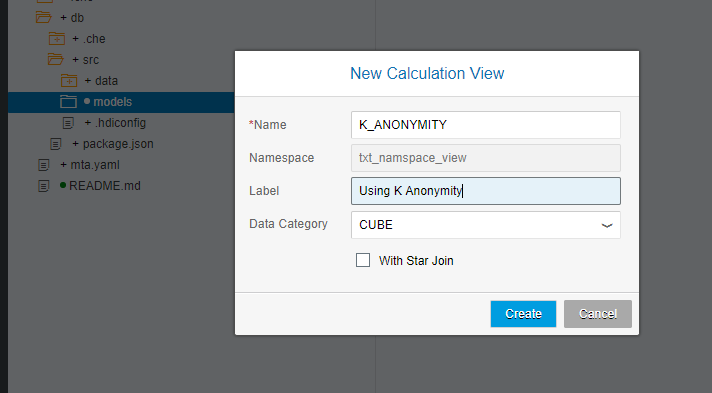 + db
+ .che
+ src
+ data
models
+ .hdiconfig
+ package.json
+ mta.yaml
README.md
New Calculation View
*Name K_ANONYMITY
Namespace txt_namspace_view
Label Using K Anonymity
Data Category CUBE
With Star Join
Create Cancel